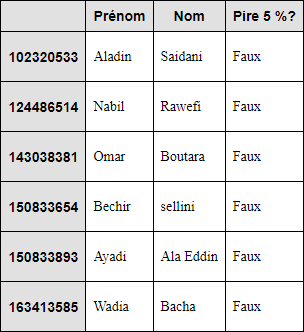 Prénom Nom Pire 5 %?
102320533 Aladin Saidani Faux
124486514 Nabil Rawefi Faux
143038381 Omar Boutara Faux
150833654 Bechir sellini Faux
150833893 Ayadi Ala Eddin Faux
163413585 Wadia Bacha Faux